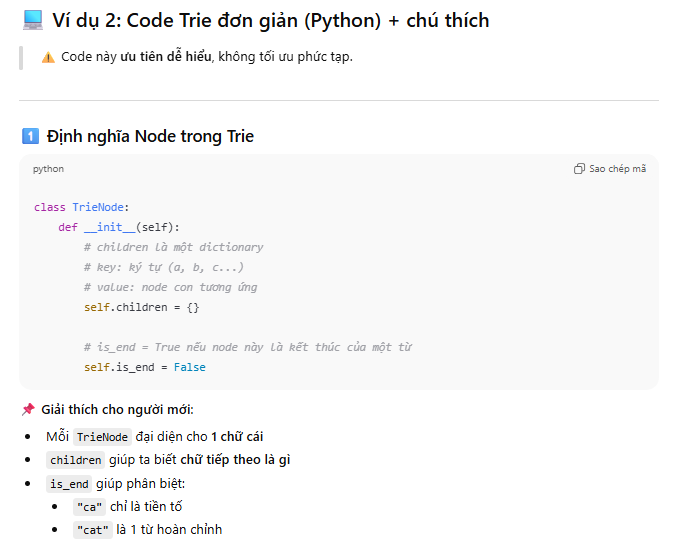 💻 Ví dụ 2: Code Trie đơn giản (Python) + chú thích
⚠️ Code này ưu tiên dễ hiểu, không tối ưu phức tạp.
1️⃣ Định nghĩa Node trong Trie
python
Sao chép mã
class TrieNode:
    def __init__(self):
        # children là một dictionary
        # key: ký tự (a, b, c...)
        # value: node con tương ứng
        self.children = {}
        # is_end = True nếu node này là kết thúc của một từ
        self.is_end = False
📌 Giải thích cho người mới:
• Mỗi TrieNode đại diện cho 1 chữ cái
• children giúp ta biết chữ tiếp theo là gì
• is_end giúp phân biệt:
• "ca" chỉ là tiền tố
• "cat" là 1 từ hoàn chỉnh